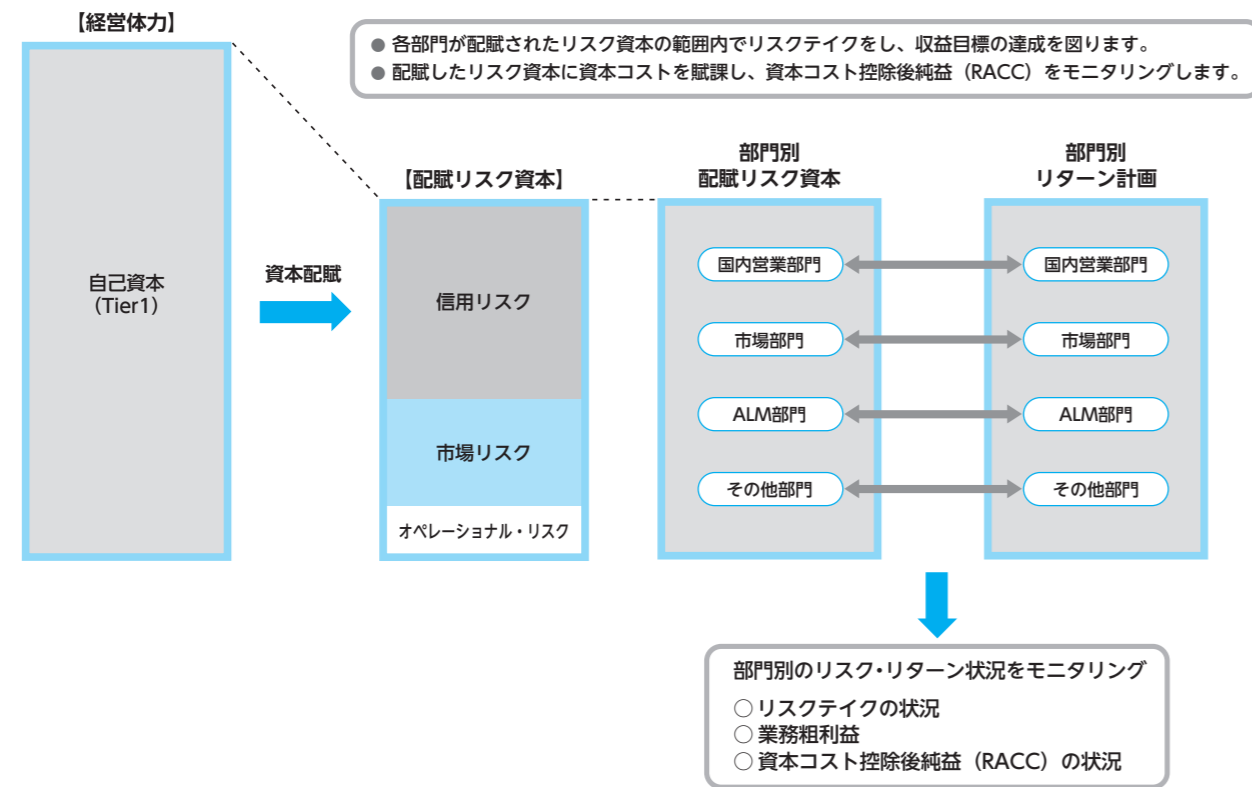 【経営体力】
● 各部門が配賦されたリスク資本の範囲内でリスクテイクをし、収益目標の達成を図ります。
● 配賦したリスク資本に資本コストを賦課し、資本コスト控除後純益（RACC）をモニタリングします。
自己資本
（Tier1）
資本配賦
【配賦リスク資本】
信用リスク
市場リスク
オペレーショナル・リスク
部門別
配賦リスク資本
国内営業部門
市場部門
ALM部門
その他部門
部門別
リターン計画
国内営業部門
市場部門
ALM部門
その他部門
部門別のリスク・リターン状況をモニタリング
○ リスクテイクの状況
○ 業務粗利益
○ 資本コスト控除後純益（RACC）の状況